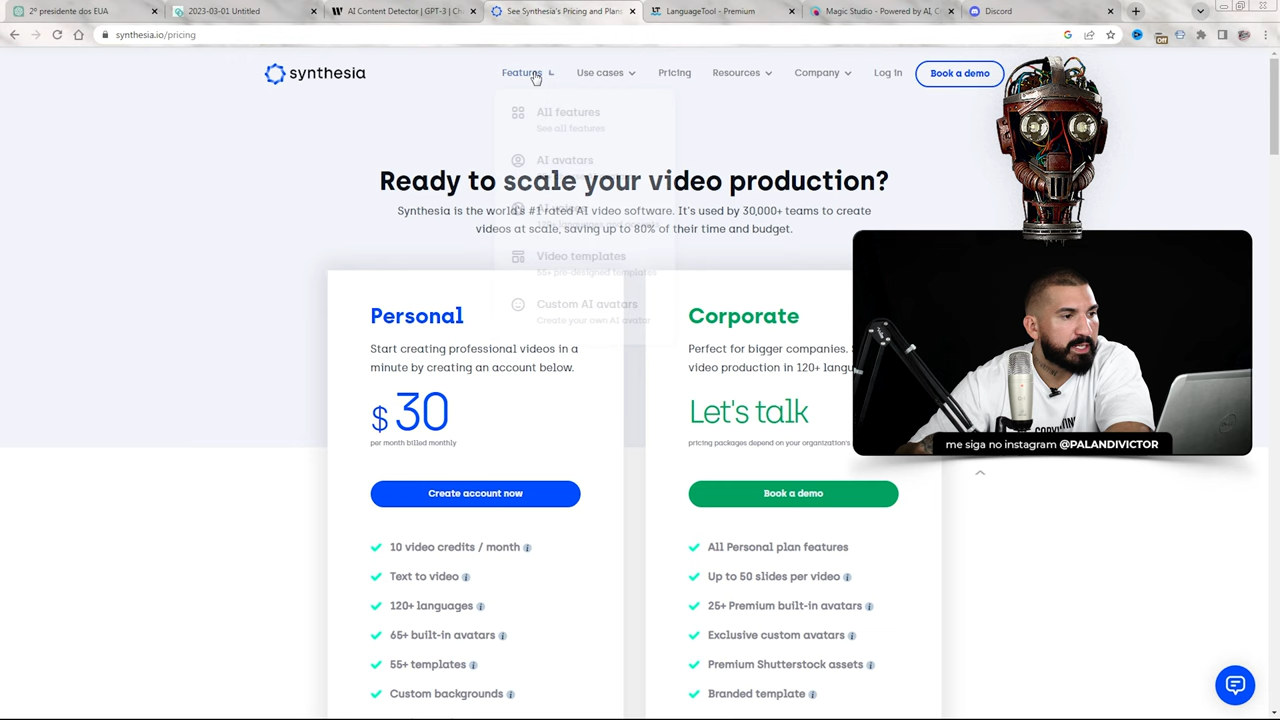 2º presidente dos EUA
2023-03-01 Untitled
AI Content Detector | GPT-3 | Ch
See Synthesia's Pricing and Plans
LanguageTool - Premium
Magic Studio - Powered by AI, C
Discord
synthesia.io/pricing
Off
synthesia
Features
Use cases
Pricing
Resources
Company
Log in
Book a demo
All features
See all features
AI avatars
Ready to scale your video production?
Synthesia is the world's #1 rated AI video software. It's used by 30,000+ teams to create
videos at scale, saving up to 80% of their time and budget.
Video templates
55+ pre-designed templates
Custom AI avatars
Create your own AI avatar
Personal
Start creating professional videos in a
minute by creating an account below.
$ 30
per month billed monthly
Create account now
10 video credits / month
Text to video
120+ languages
65+ built-in avatars
55+ templates
Custom backgrounds
Corporate
Perfect for bigger companies.
video production in 120+
Let's talk
pricing packages depend on your organization's
Book a demo
All Personal plan features
Up to 50 slides per video
25+ Premium built-in avatars
Exclusive custom avatars
Premium Shutterstock assets
Branded template
me siga no instagram @PALANDIVICTOR